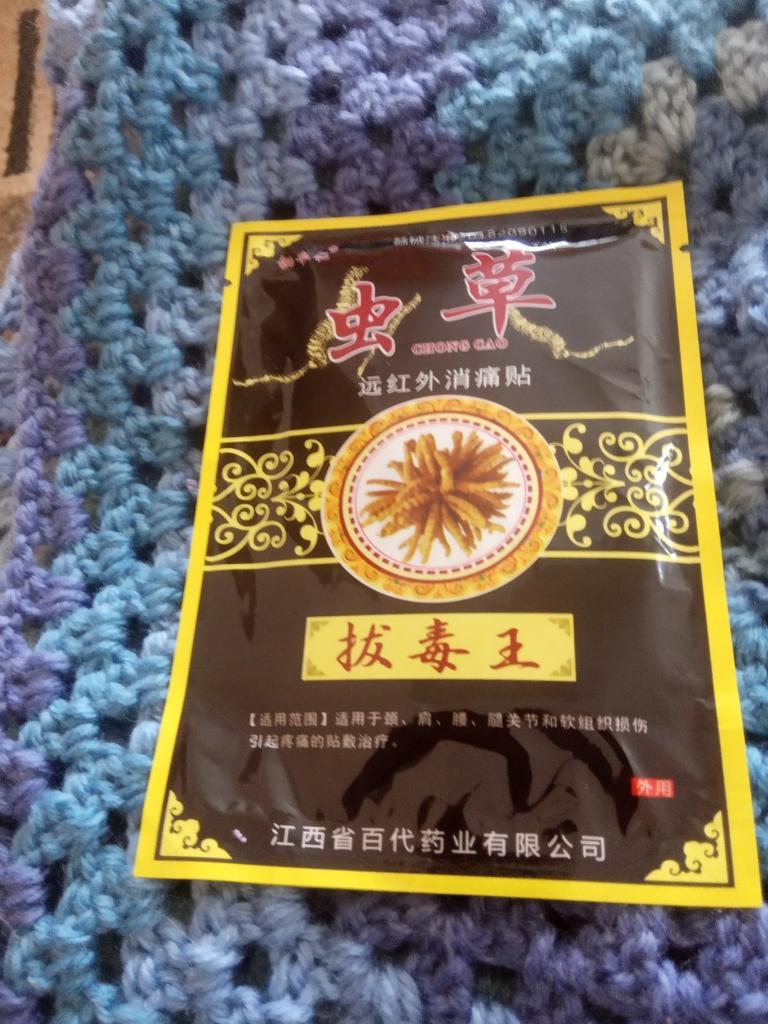 虫草
CHONG CAO
远红外消痛贴
拔毒王
【适用范围】适用于颈、肩、腰、腿关节和软组织损伤
引起疼痛的贴敷治疗。
外用
江西省百代药业有限公司